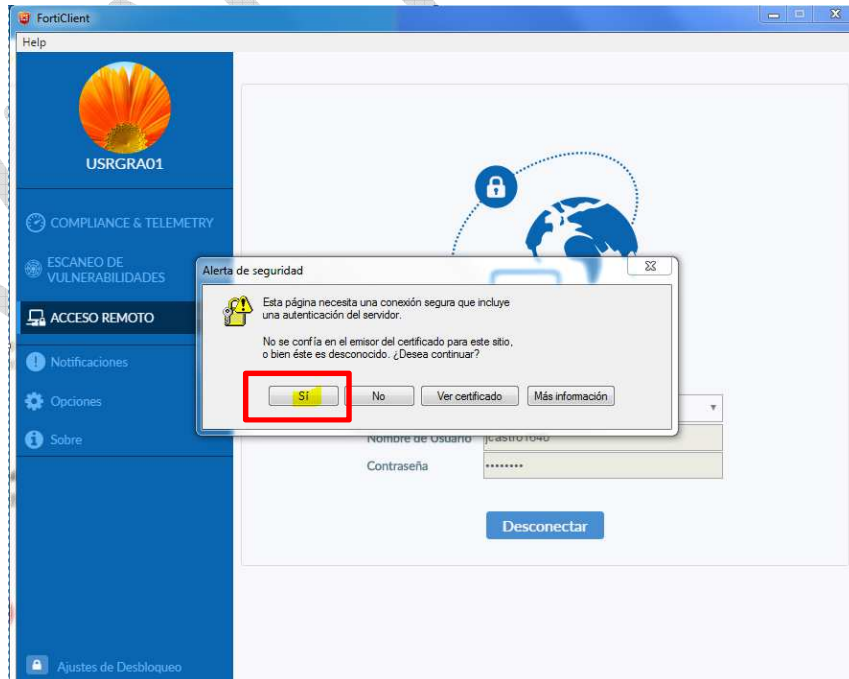 FortiClient
Help
USRGRA01
COMPLIANCE & TELEMETRY
ESCANEO DE
VULNERABILIDADES
ACCESO REMOTO
Notificaciones
Opciones
Sobre
Alerta de seguridad
Esta página necesita una conexión segura que incluye
una autenticación del servidor.
No se confía en el emisor del certificado para este sitio,
o bien éste es desconocido. ¿Desea continuar?
Sí No Ver certificado Más información
Nombre de Usuario jcastro1640
Contraseña ••••••••
Desconectar
Ajustes de Desbloqueo